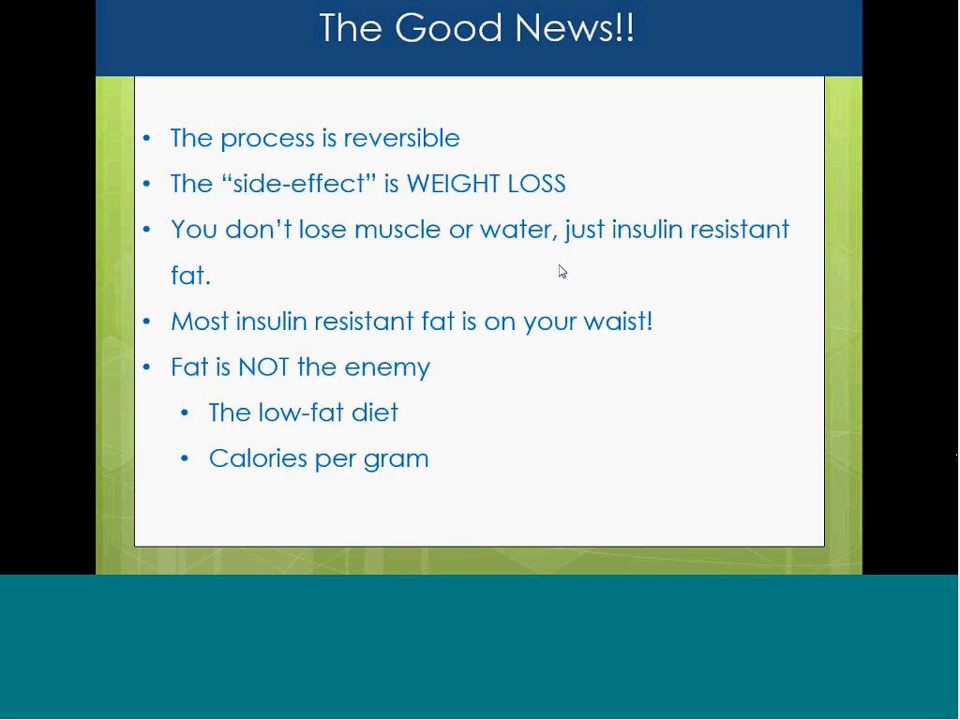 The Good News!!
• The process is reversible
• The “side-effect” is WEIGHT LOSS
• You don’t lose muscle or water, just insulin resistant
fat.
• Most insulin resistant fat is on your waist!
• Fat is NOT the enemy
• The low-fat diet
• Calories per gram